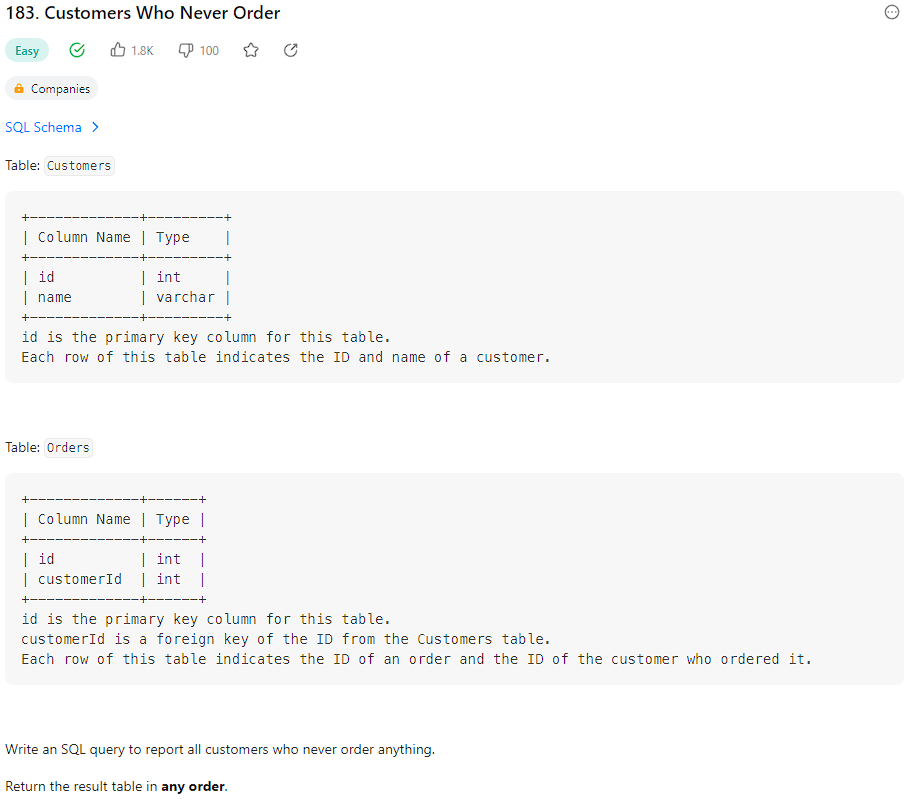 183. Customers Who Never Order
Easy 1.8K 100
Companies
SQL Schema
Table: Customers
+-------------+---------+
| Column Name | Type    |
+-------------+---------+
| id          | int     |
| name        | varchar |
+-------------+---------+
id is the primary key column for this table.
Each row of this table indicates the ID and name of a customer.
Table: Orders
+-------------+------+
| Column Name | Type |
+-------------+------+
| id          | int  |
| customerId  | int  |
+-------------+------+
id is the primary key column for this table.
customerId is a foreign key of the ID from the Customers table.
Each row of this table indicates the ID of an order and the ID of the customer who ordered it.
Write an SQL query to report all customers who never order anything.
Return the result table in any order.